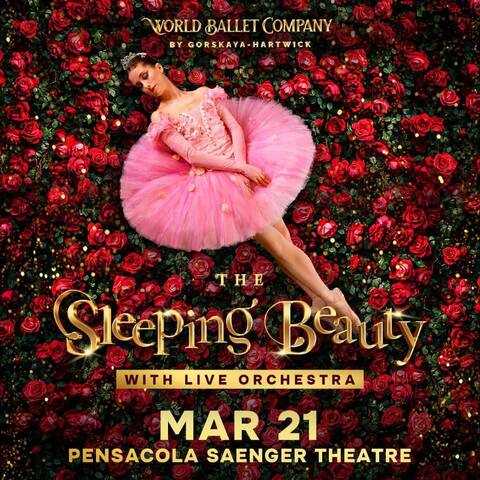 WORLD BALLET COMPANY
BY GORSKAYA-HARTWICK
THE
Sleeping Beauty
WITH LIVE ORCHESTRA
MAR 21
PENSACOLA SAENGER THEATRE